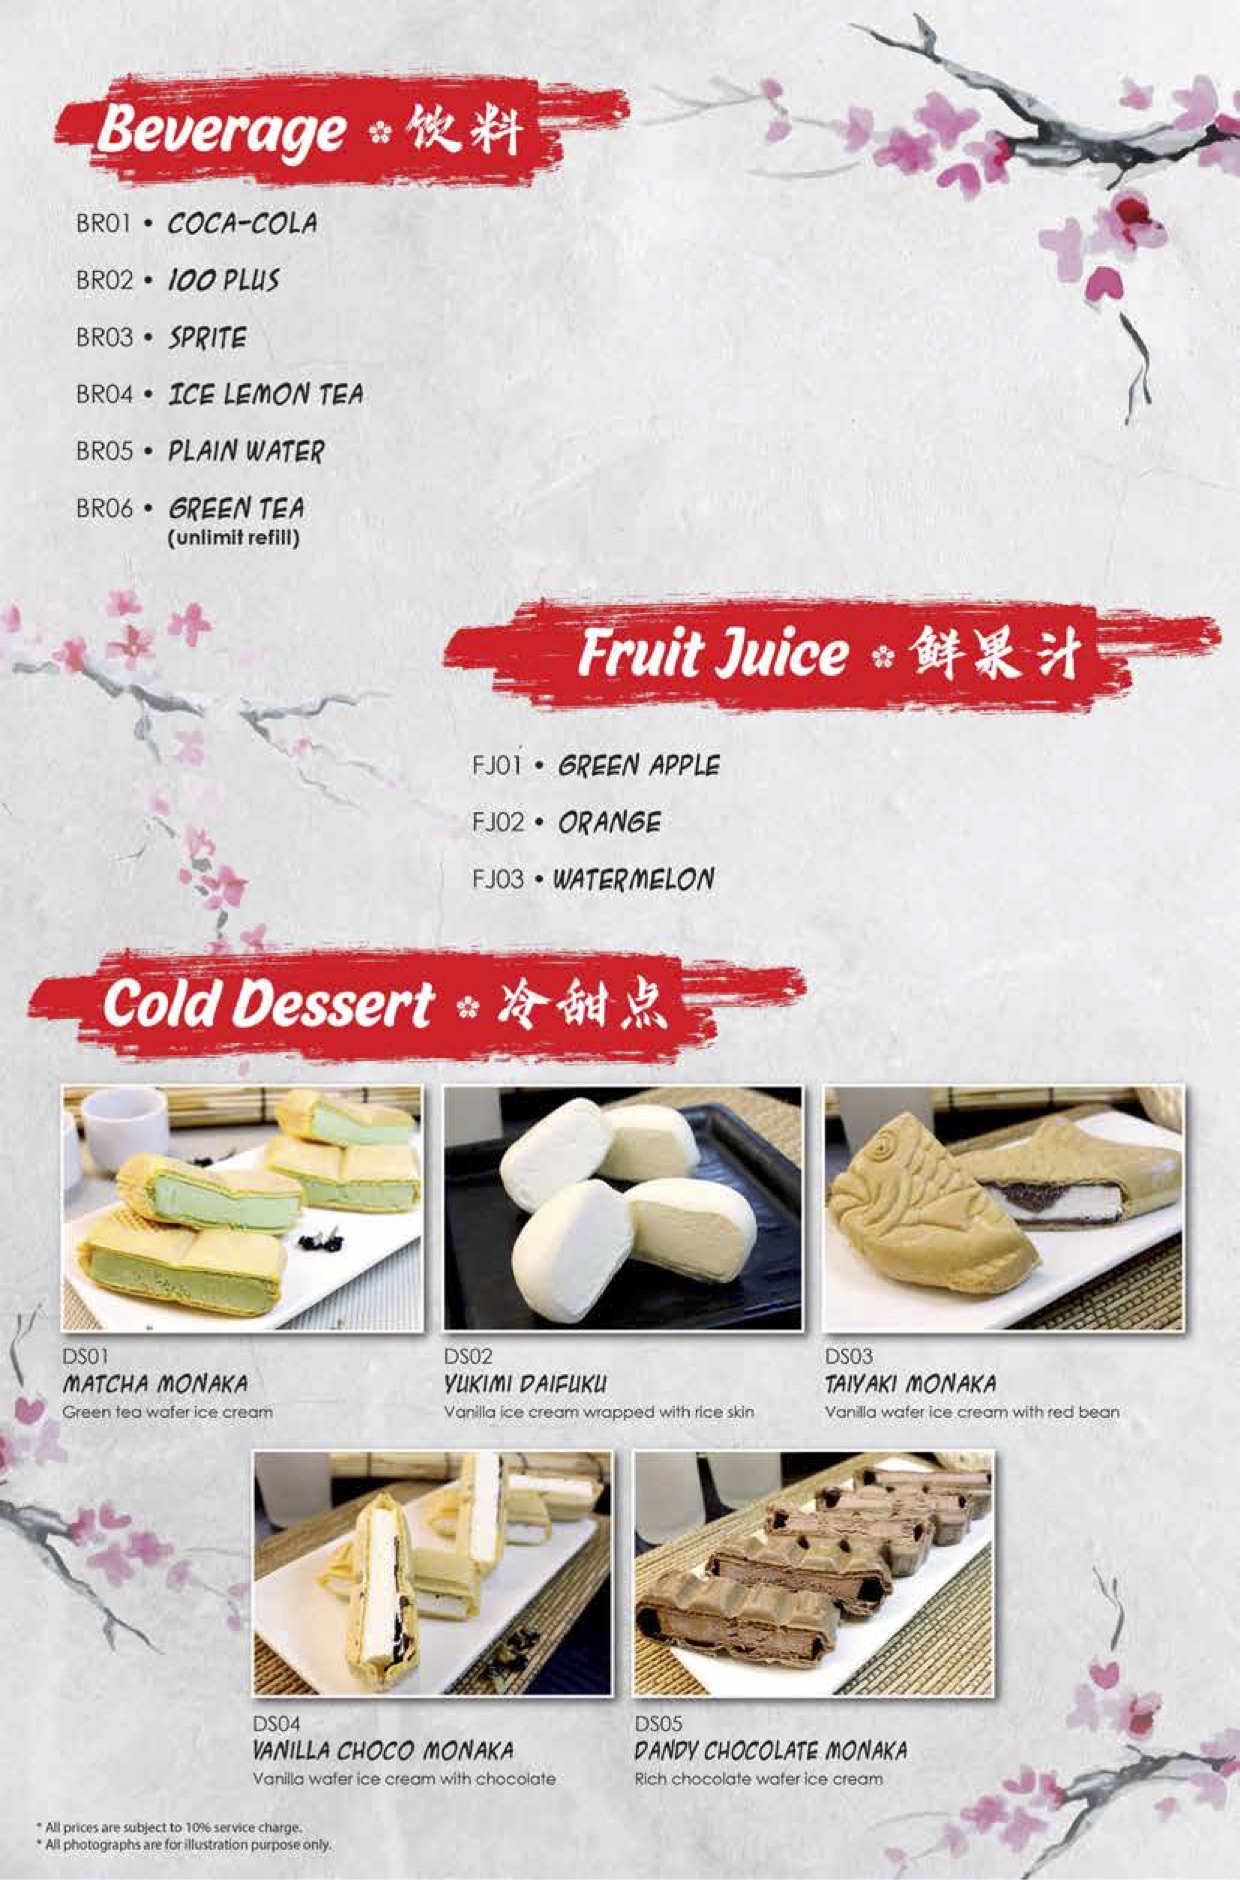 Beverage 饮料
BR01 • COCA-COLA
BR02 • 100 PLUS
BR03 • SPRITE
BR04 • ICE LEMON TEA
BR05 • PLAIN WATER
BR06 • GREEN TEA
(unlimit refill)
Fruit Juice 鲜果汁
FJ01 • GREEN APPLE
FJ02 • ORANGE
FJ03 • WATERMELON
Cold Dessert 冷甜点
DS01
MATCHA MONAKA
Green tea wafer ice cream
DS02
YUKIMI DAIFUKU
Vanilla ice cream wrapped with rice skin
DS03
TAIYAKI MONAKA
Vanilla wafer ice cream with red bean
DS04
VANILLA CHOCO MONAKA
Vanilla wafer ice cream with chocolate
DS05
DANDY CHOCOLATE MONAKA
Rich chocolate wafer ice cream
* All prices are subject to 10% service charge.
* All photographs are for illustration purpose only.